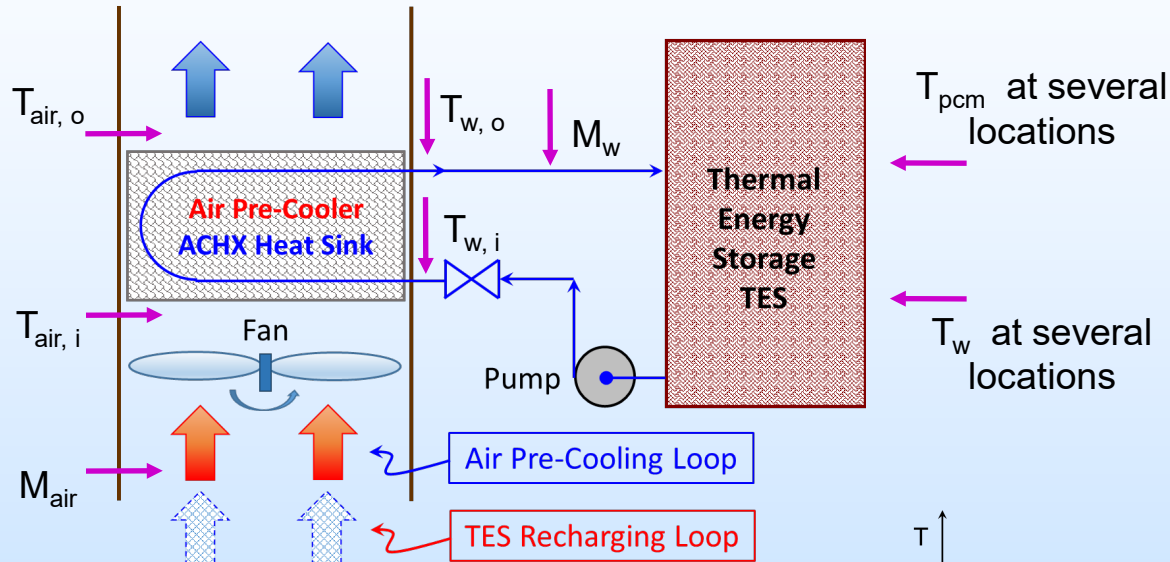 T_air, o
T_w, o
M_w
T_pcm at several
locations
Air Pre-Cooler
ACHX Heat Sink
Thermal
Energy
Storage
TES
T_w, i
T_air, i
Fan
Pump
T_w at several
locations
M_air
Air Pre-Cooling Loop
TES Recharging Loop
T